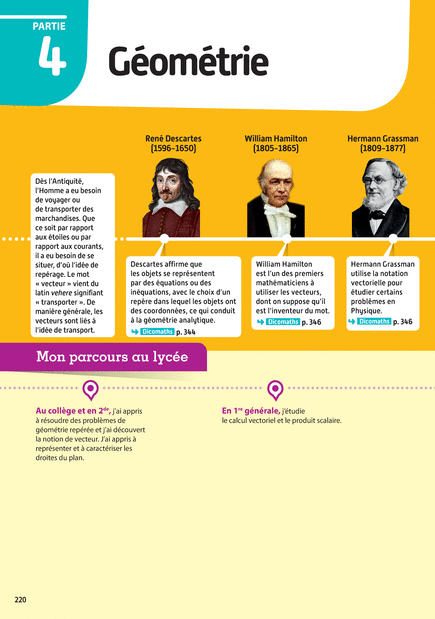 PARTIE
4
Géométrie
René Descartes
(1596-1650)
William Hamilton
(1805-1865)
Hermann Grassman
(1809-1877)
Dès l'Antiquité,
l'Homme a eu besoin
de voyager ou
de transporter des
marchandises. Que
ce soit par rapport
aux étoiles ou par
rapport aux courants,
il a eu besoin de se
situer, d'où l'idée de
repérage. Le mot
« vecteur » vient du
latin vehere signifiant
« transporter ». De
manière générale, les
vecteurs sont liés à
l'idée de transport.
Descartes affirme que
les objets se représentent
par des équations ou des
inéquations, avec le choix d'un
repère dans lequel les objets ont
des coordonnées, ce qui conduit
à la géométrie analytique.
Dicomaths p. 344
William Hamilton
est l'un des premiers
mathématiciens à
utiliser les vecteurs,
dont on suppose qu'il
est l'inventeur du mot.
Dicomaths p. 346
Hermann Grassman
utilise la notation
vectorielle pour
étudier certains
problèmes en
Physique.
Dicomaths p. 346
Mon parcours au lycée
Au collège et en 2de, j'ai appris
à résoudre des problèmes de
géométrie repérée et j'ai découvert
la notion de vecteur. J'ai appris à
représenter et à caractériser les
droites du plan.
En 1re générale, j'étudie
le calcul vectoriel et le produit scalaire.
220